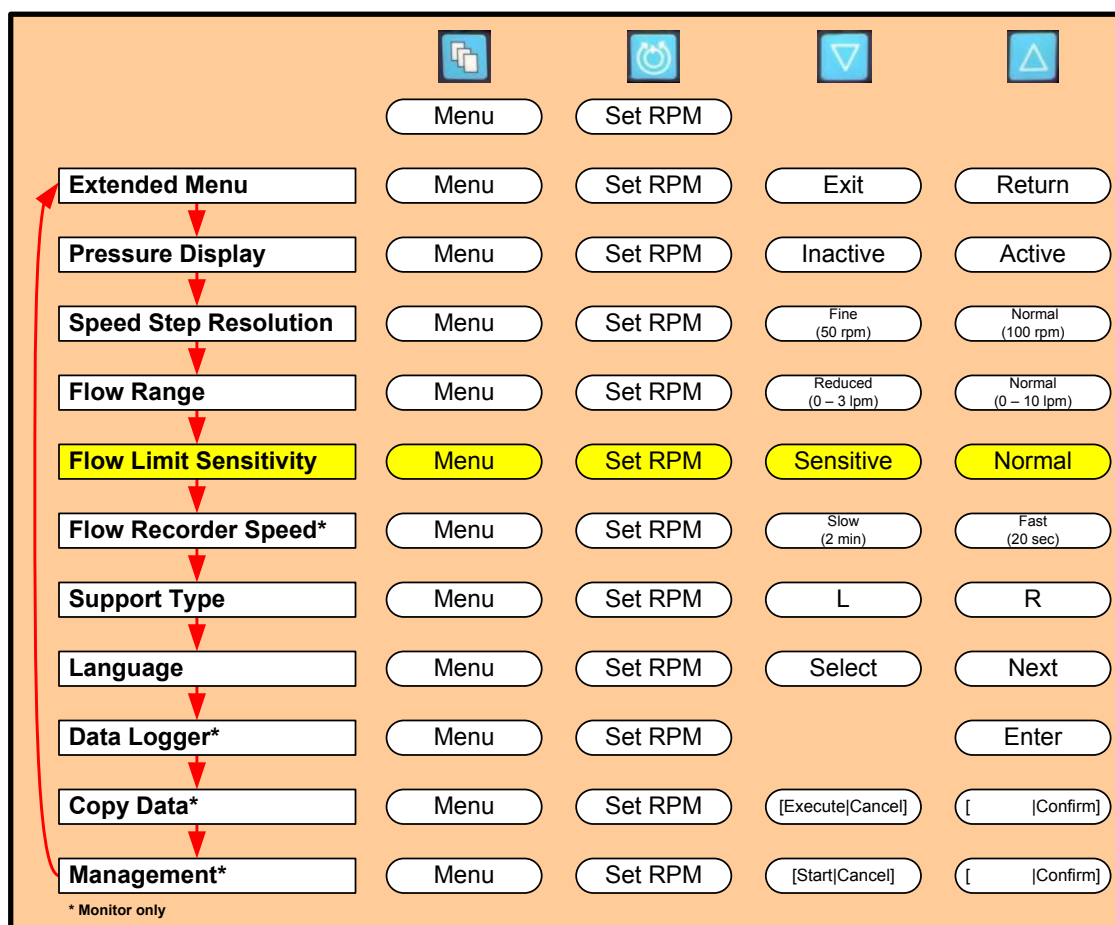 Menu Set RPM
Extended Menu Menu Set RPM Exit Return
Pressure Display Menu Set RPM Inactive Active
Speed Step Resolution Menu Set RPM Fine (50 rpm) Normal (100 rpm)
Flow Range Menu Set RPM Reduced (0 – 3 lpm) Normal (0 – 10 lpm)
Flow Limit Sensitivity Menu Set RPM Sensitive Normal
Flow Recorder Speed* Menu Set RPM Slow (2 min) Fast (20 sec)
Support Type Menu Set RPM L R
Language Menu Set RPM Select Next
Data Logger* Menu Set RPM Enter
Copy Data* Menu Set RPM [Execute|Cancel] [ |Confirm]
Management* Menu Set RPM [Start|Cancel] [ |Confirm]
* Monitor only